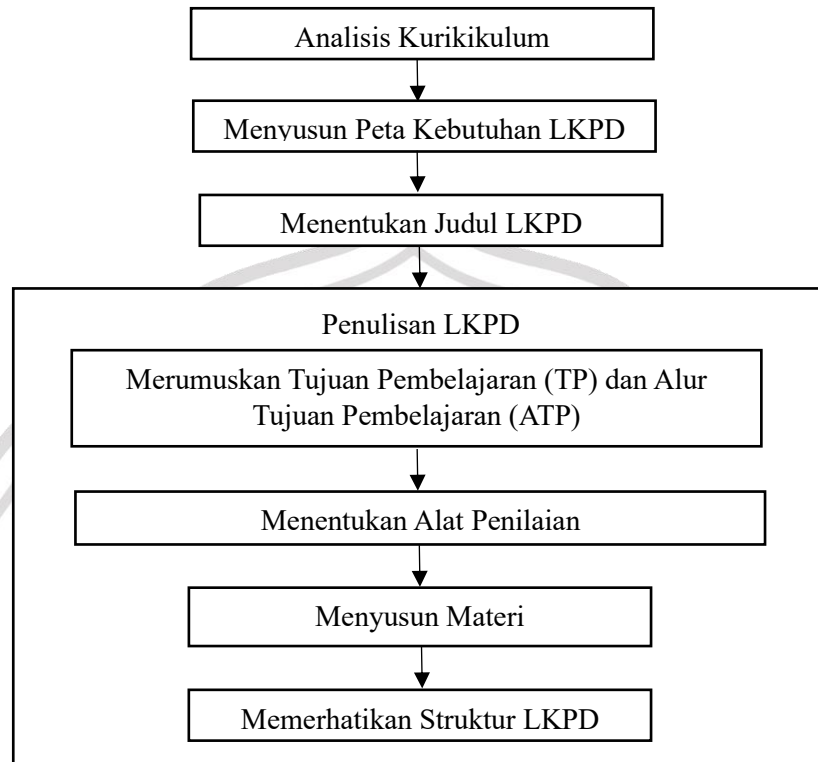 Analisis Kurikikulum
Menyusun Peta Kebutuhan LKPD
Menentukan Judul LKPD
Penulisan LKPD
Merumuskan Tujuan Pembelajaran (TP) dan Alur
Tujuan Pembelajaran (ATP)
Menentukan Alat Penilaian
Menyusun Materi
Memerhatikan Struktur LKPD